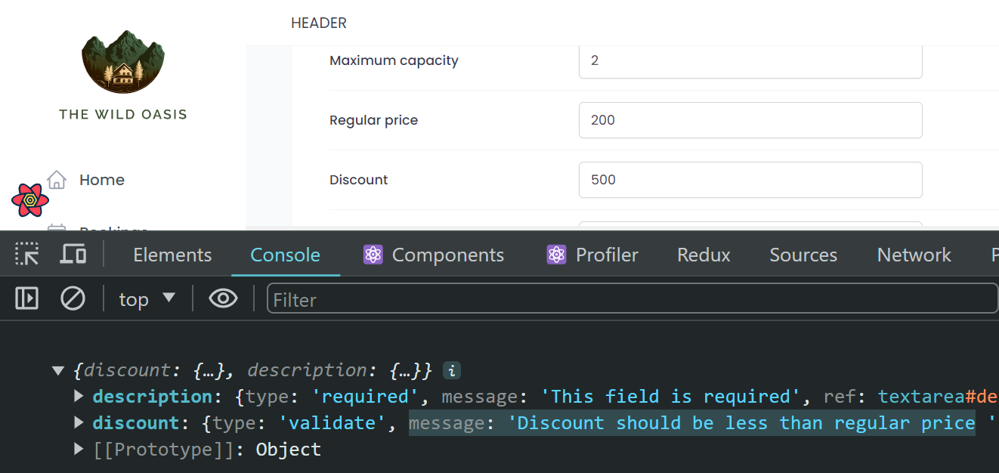 HEADER
Maximum capacity 2
THE WILD OASIS
Regular price 200
Home
Discount 500
Bookings
Elements Console Components Profiler Redux Sources Network P
top Filter
{discount: {…}, description: {…}} i
description: {type: 'required', message: 'This field is required', ref: textarea#de
discount: {type: 'validate', message: 'Discount should be less than regular price '
[[Prototype]]: Object